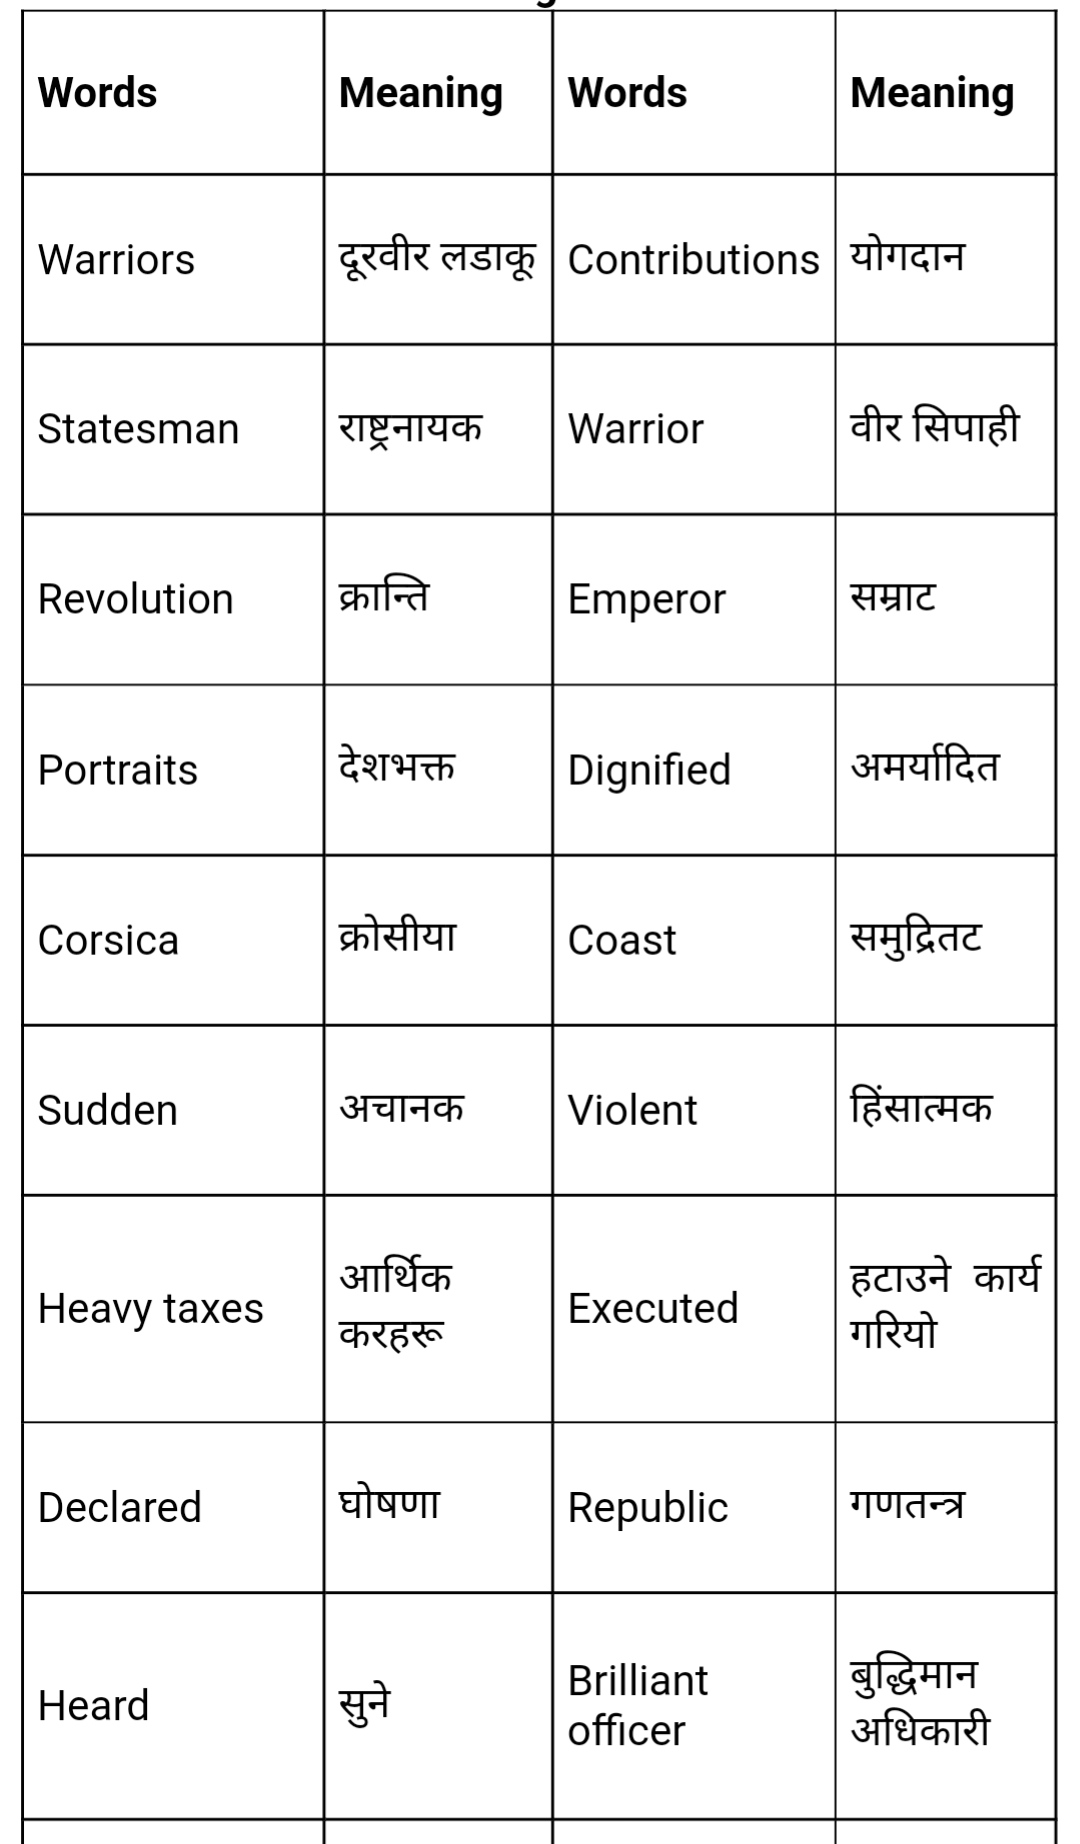 Words Meaning Words Meaning
Warriors दूरवीर लडाकू Contributions योगदान
Statesman राष्ट्रनायक Warrior वीर सिपाही
Revolution क्रान्ति Emperor सम्राट
Portraits देशभक्त Dignified अमर्यादित
Corsica क्रोसीया Coast समुद्रितट
Sudden अचानक Violent हिंसात्मक
Heavy taxes आर्थिक करहरू Executed हटाउने कार्य गरियो
Declared घोषणा Republic गणतन्त्र
Heard सुने Brilliant officer बुद्धिमान अधिकारी